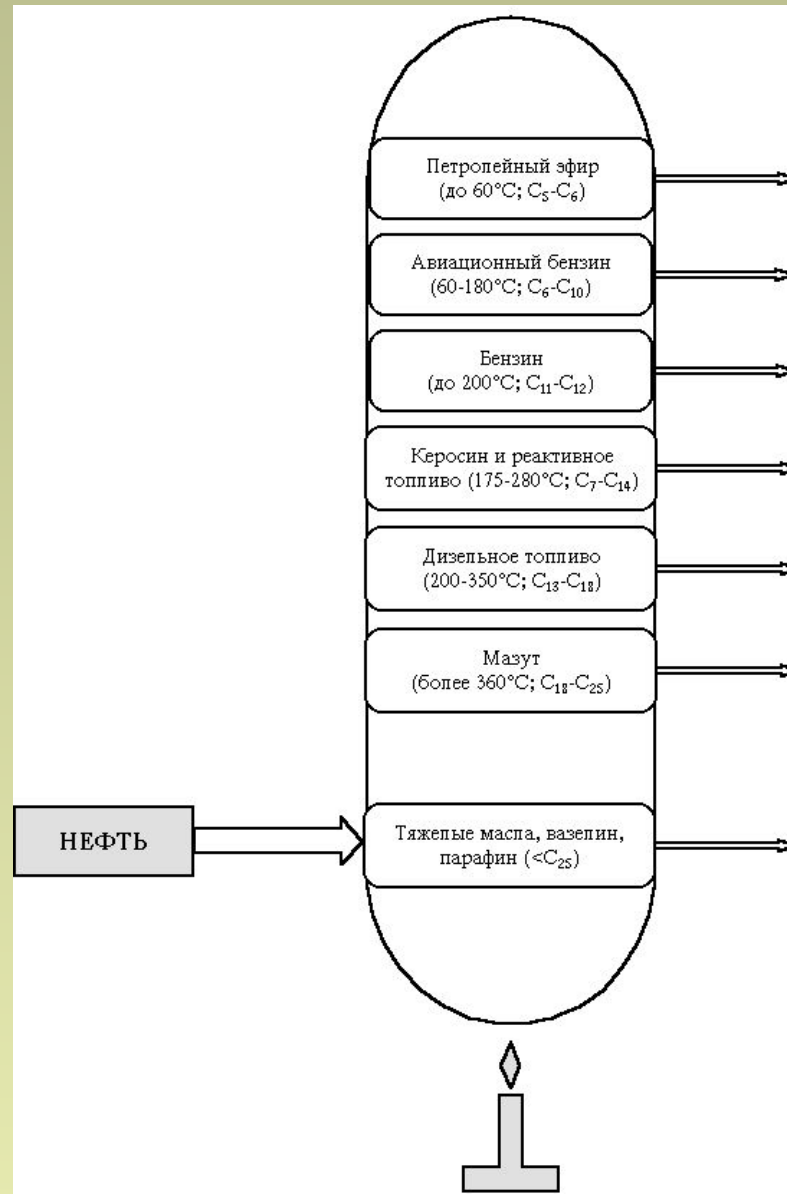 Петролейный эфир
(до 60°C; C₅-C₆)
Авиационный бензин
(60-180°C; C₆-C₁₀)
Бензин
(до 200°C; C₁₁-C₁₂)
Керосин и реактивное
топливо (175-280°C; C₇-C₁₄)
Дизельное топливо
(200-350°C; C₁₃-C₁₈)
Мазут
(более 360°C; C₁₈-C₂₅)
НЕФТЬ
Тяжелые масла, вазелин,
парафин (<C₂₅)